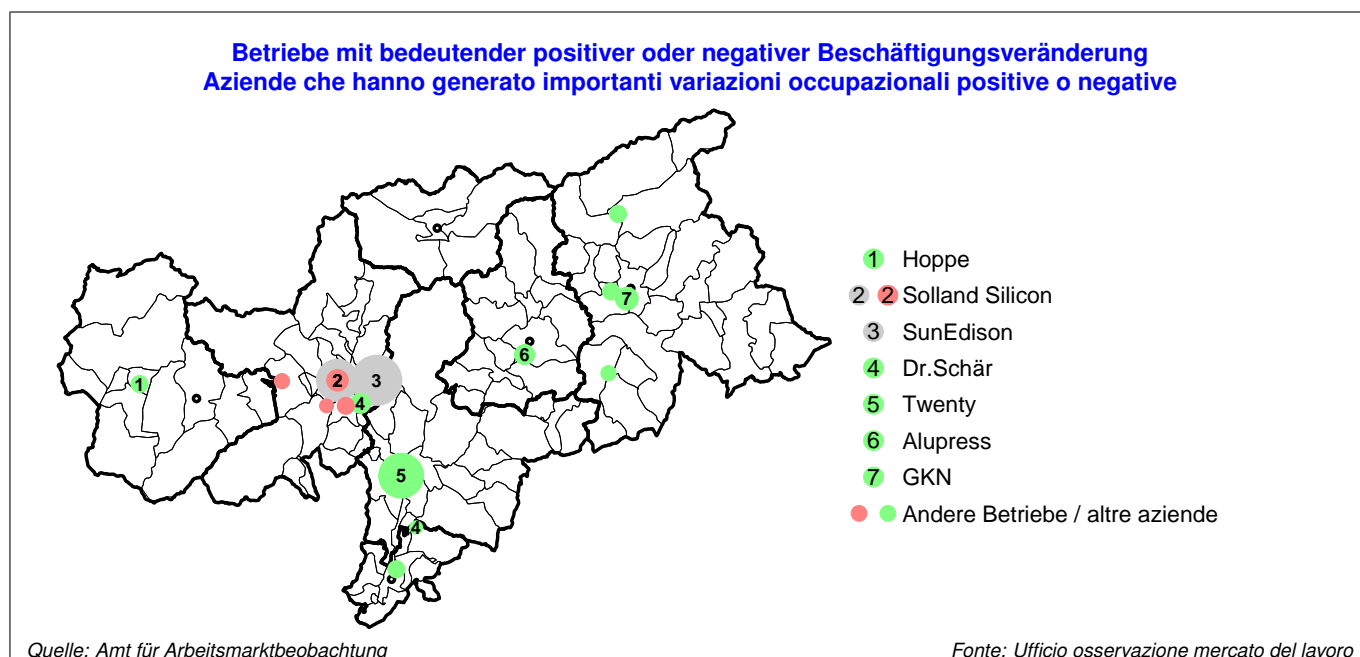 Betriebe mit bedeutender positiver oder negativer Beschäftigungsveränderung
Aziende che hanno generato importanti variazioni occupazionali positive o negative
1 Hoppe
2 2 Solland Silicon
3 SunEdison
4 Dr.Schär
5 Twenty
6 Alupress
7 GKN
Andere Betriebe / altre aziende
7
6
1
2
3
4
5
4
Quelle: Amt für Arbeitsmarktbeobachtung
Fonte: Ufficio osservazione mercato del lavoro